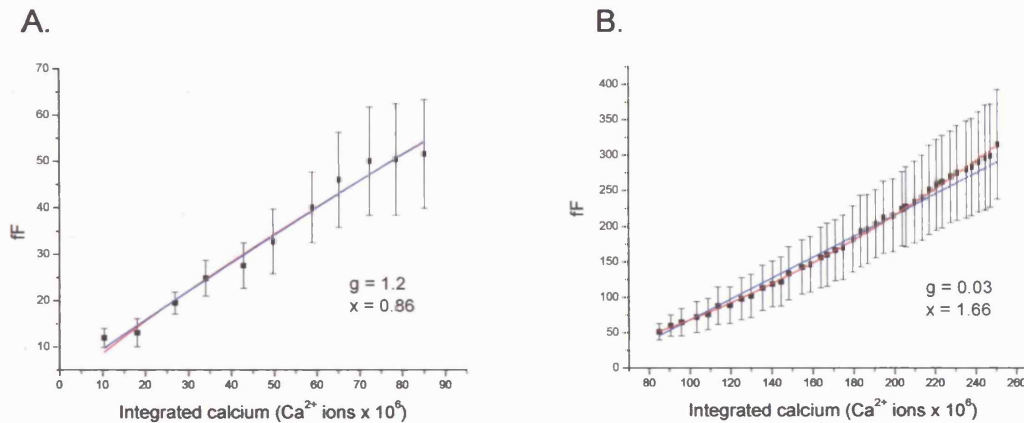 A.
70
60
50
40
30
20
10
fF
0 10 20 30 40 50 60 70 80 90
Integrated calcium (Ca²⁺ ions x 10⁶)
g = 1.2
x = 0.86
B.
400
350
300
250
200
150
100
50
0
fF
80 100 120 140 160 180 200 220 240 260
Integrated calcium (Ca²⁺ ions x 10⁶)
g = 0.03
x = 1.66